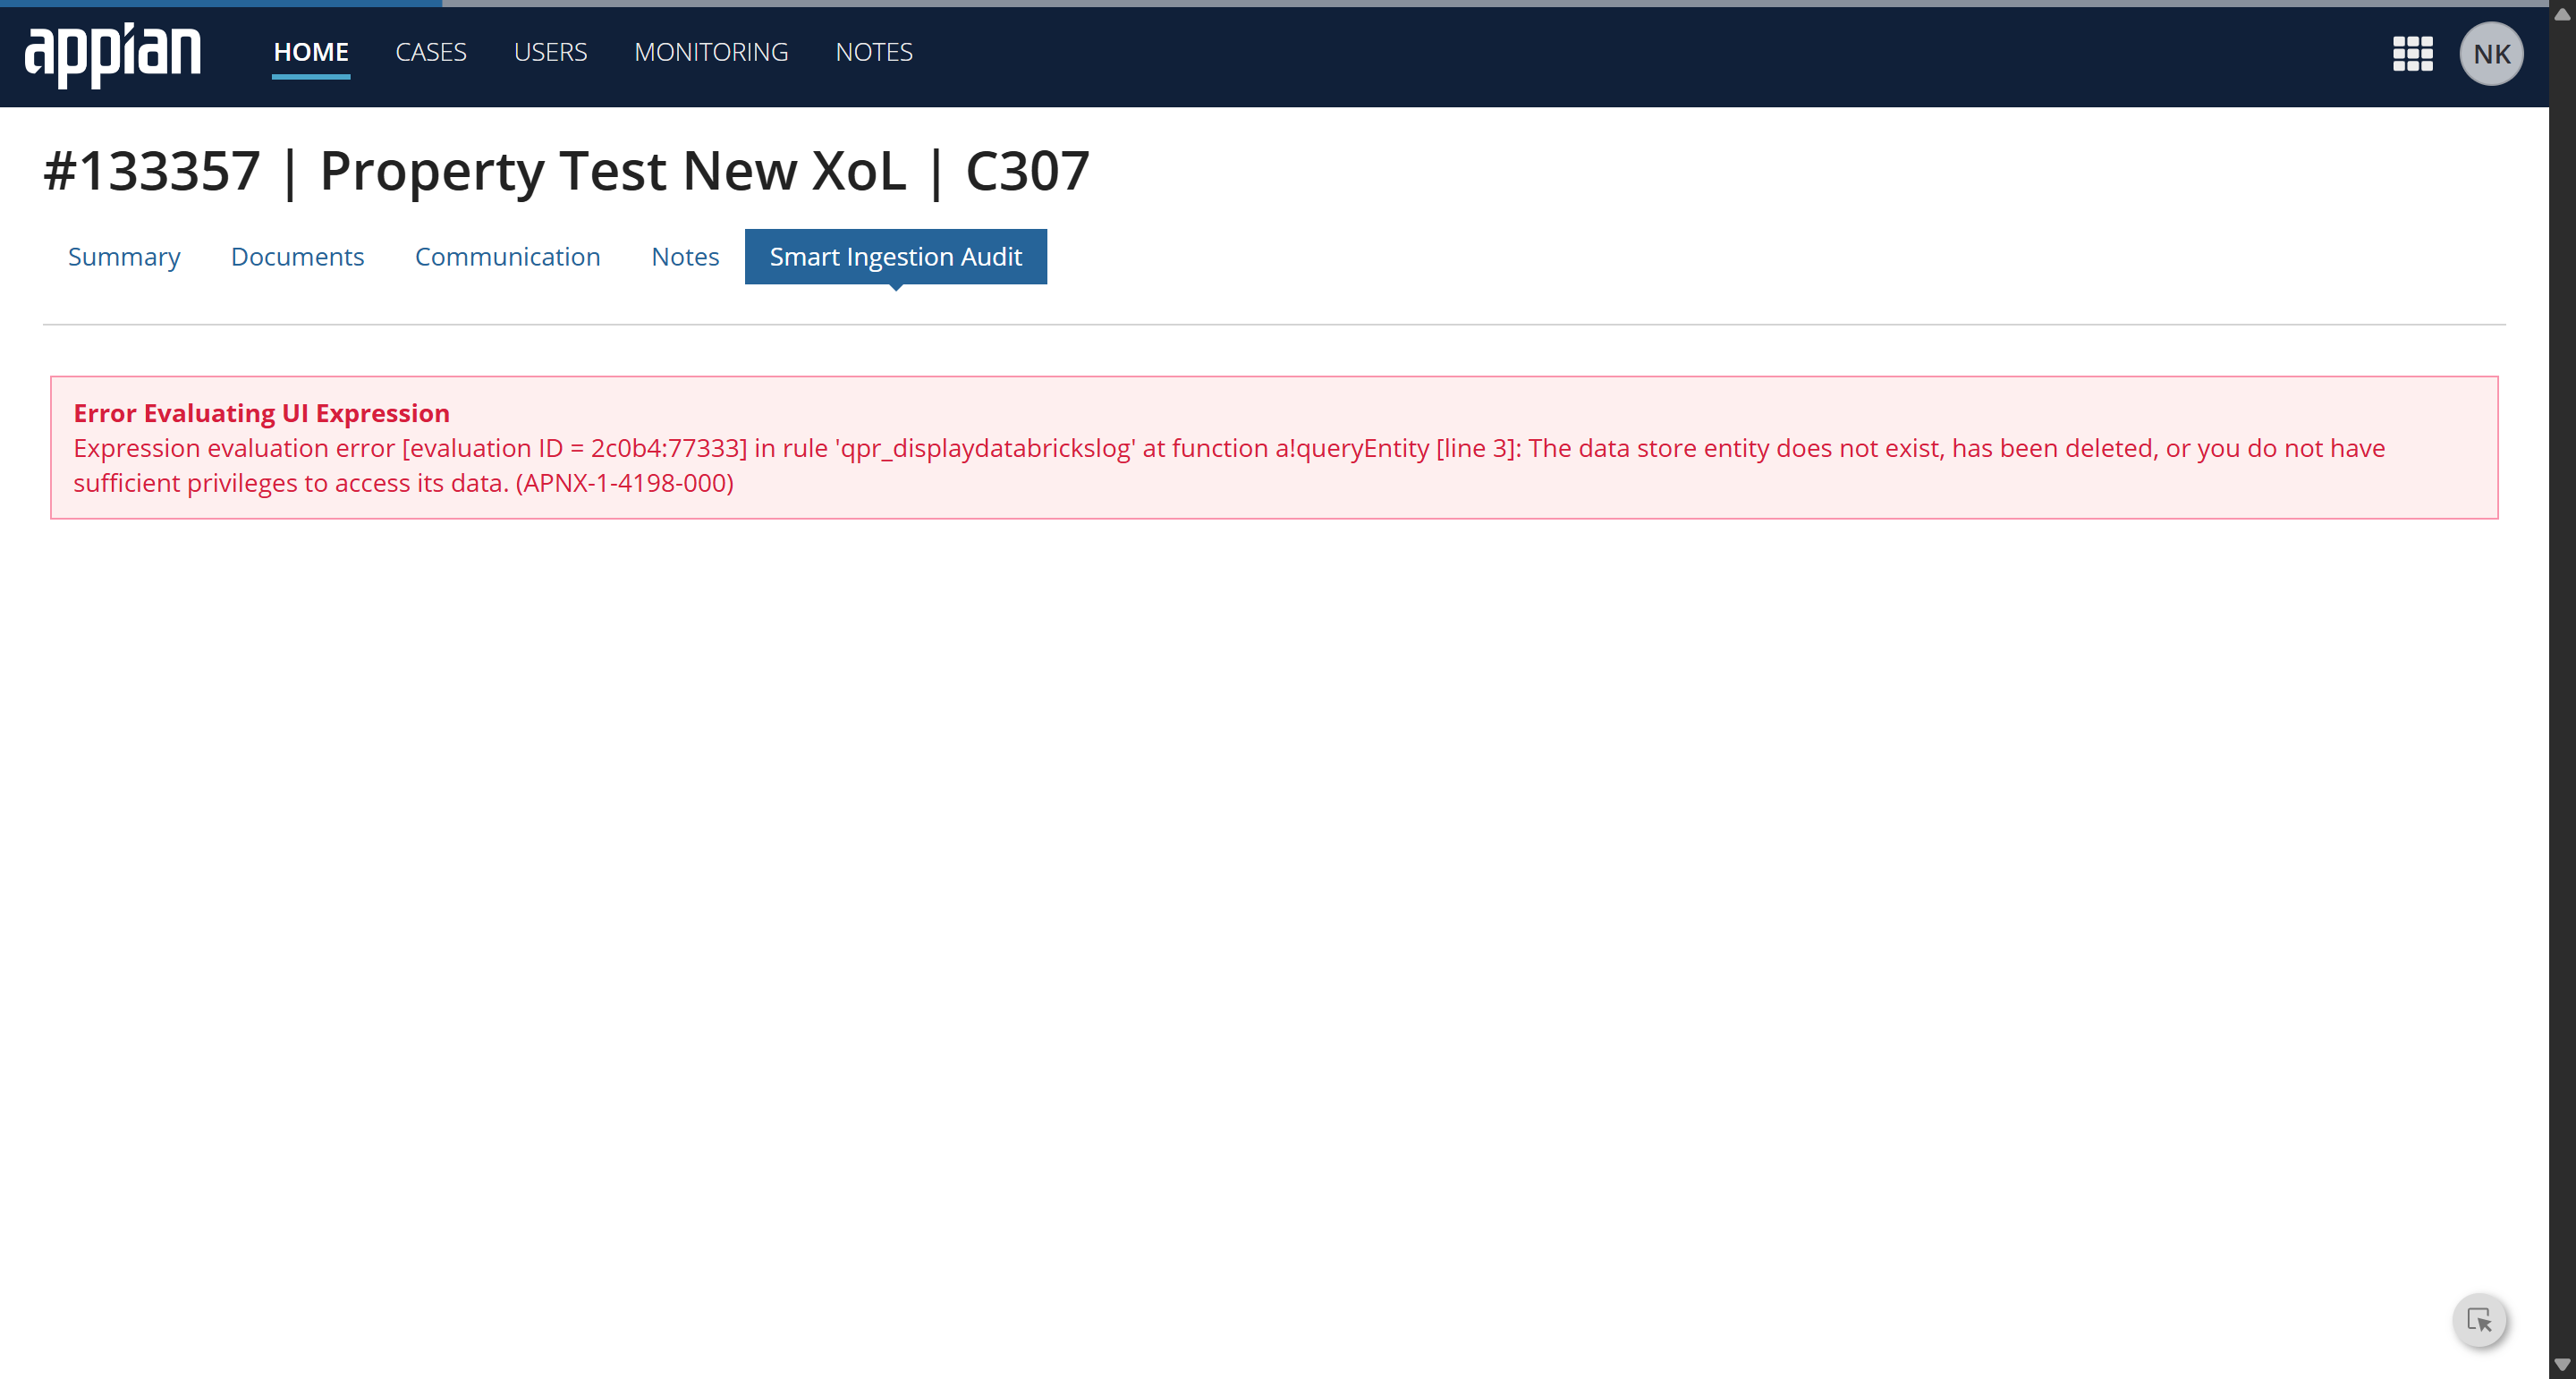 appian HOME CASES USERS MONITORING NOTES NK
#133357 | Property Test New XoL | C307
Summary Documents Communication Notes Smart Ingestion Audit
Error Evaluating UI Expression
Expression evaluation error [evaluation ID = 2c0b4:77333] in rule 'qpr_displaydatabrickslog' at function a!queryEntity [line 3]: The data store entity does not exist, has been deleted, or you do not have
sufficient privileges to access its data. (APNX-1-4198-000)